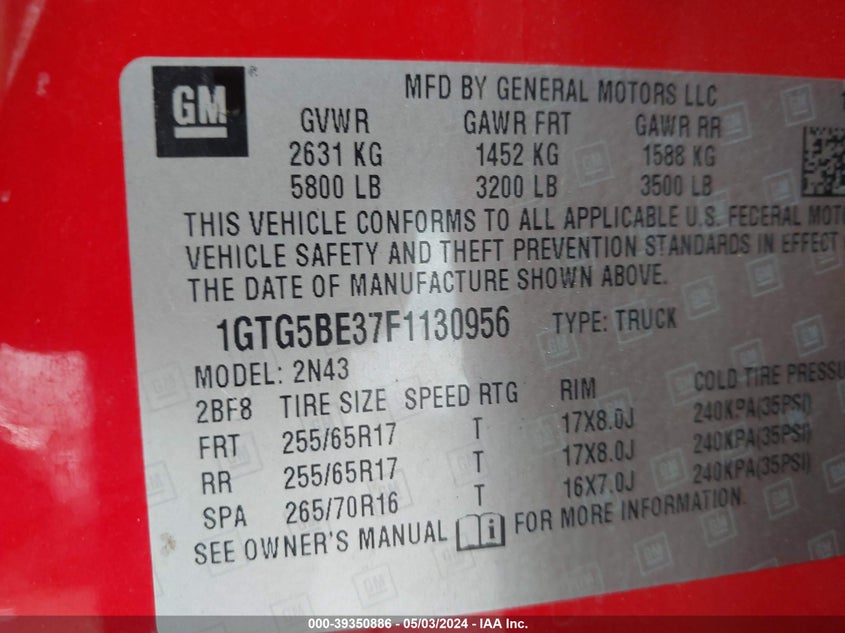 GM ®
MFD BY GENERAL MOTORS LLC
GVWR GAWR FRT GAWR RR
2631 KG 1452 KG 1588 KG
5800 LB 3200 LB 3500 LB
THIS VEHICLE CONFORMS TO ALL APPLICABLE U.S. FEDERAL MOT
VEHICLE SAFETY AND THEFT PREVENTION STANDARDS IN EFFECT
THE DATE OF MANUFACTURE SHOWN ABOVE.
1GTG5BE37F1130956 TYPE: TRUCK
MODEL: 2N43
2BF8 TIRE SIZE SPEED RTG RIM COLD TIRE PRESSU
FRT 255/65R17 T 17X8.0J 240KPA(35PSI)
RR 255/65R17 T 17X8.0J 240KPA(35PSI)
SPA 265/70R16 T 16X7.0J 240KPA(35PSI)
SEE OWNER'S MANUAL i FOR MORE INFORMATION.
000-39350886 - 05/03/2024 - IAA Inc.